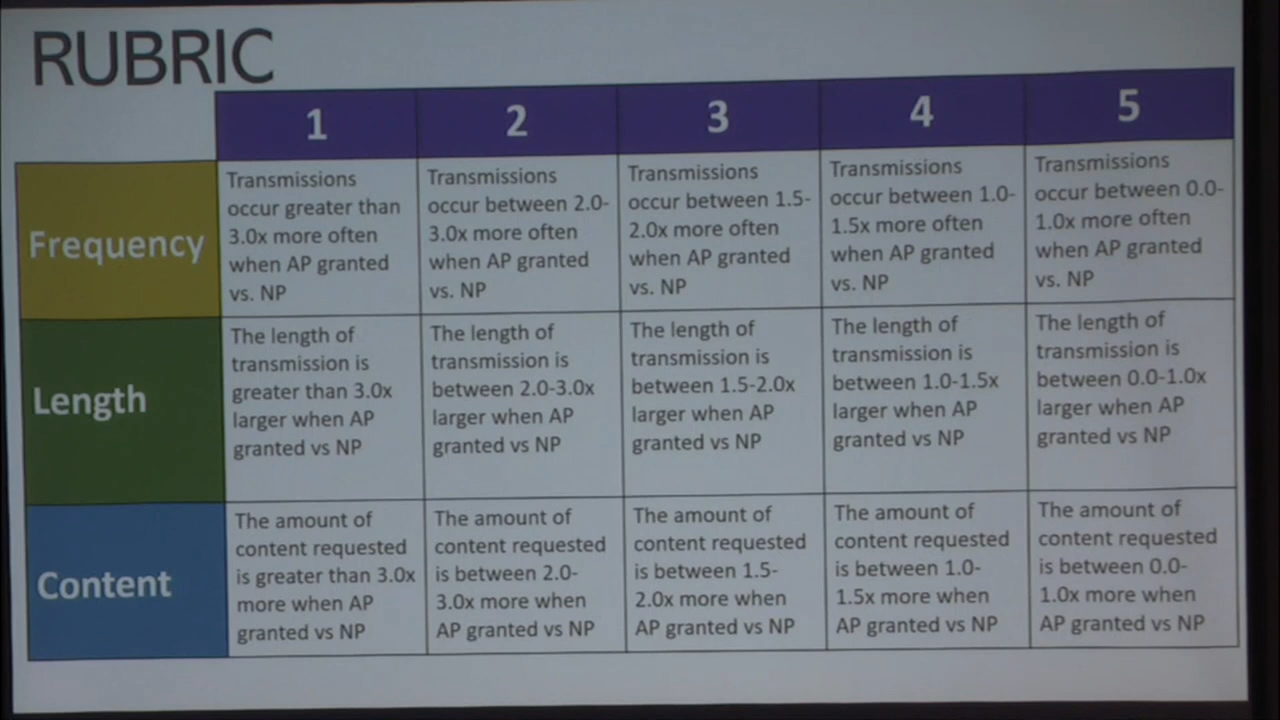 RUBRIC
1
2
3
4
5
Frequency
Transmissions
occur greater than
3.0x more often
when AP granted
vs. NP
Transmissions
occur between 2.0-
3.0x more often
when AP granted
vs. NP
Transmissions
occur between 1.5-
2.0x more often
when AP granted
vs. NP
Transmissions
occur between 1.0-
1.5x more often
when AP granted
vs. NP
Transmissions
occur between 0.0-
1.0x more often
when AP granted
vs. NP
Length
The length of
transmission is
greater than 3.0x
larger when AP
granted vs NP
The length of
transmission is
between 2.0-3.0x
larger when AP
granted vs NP
The length of
transmission is
between 1.5-2.0x
larger when AP
granted vs NP
The length of
transmission is
between 1.0-1.5x
larger when AP
granted vs NP
The length of
transmission is
between 0.0-1.0x
larger when AP
granted vs NP
Content
The amount of
content requested
is greater than 3.0x
more when AP
granted vs NP
The amount of
content requested
is between 2.0-
3.0x more when
AP granted vs NP
The amount of
content requested
is between 1.5-
2.0x more when
AP granted vs NP
The amount of
content requested
is between 1.0-
1.5x more when
AP granted vs NP
The amount of
content requested
is between 0.0-
1.0x more when
AP granted vs NP